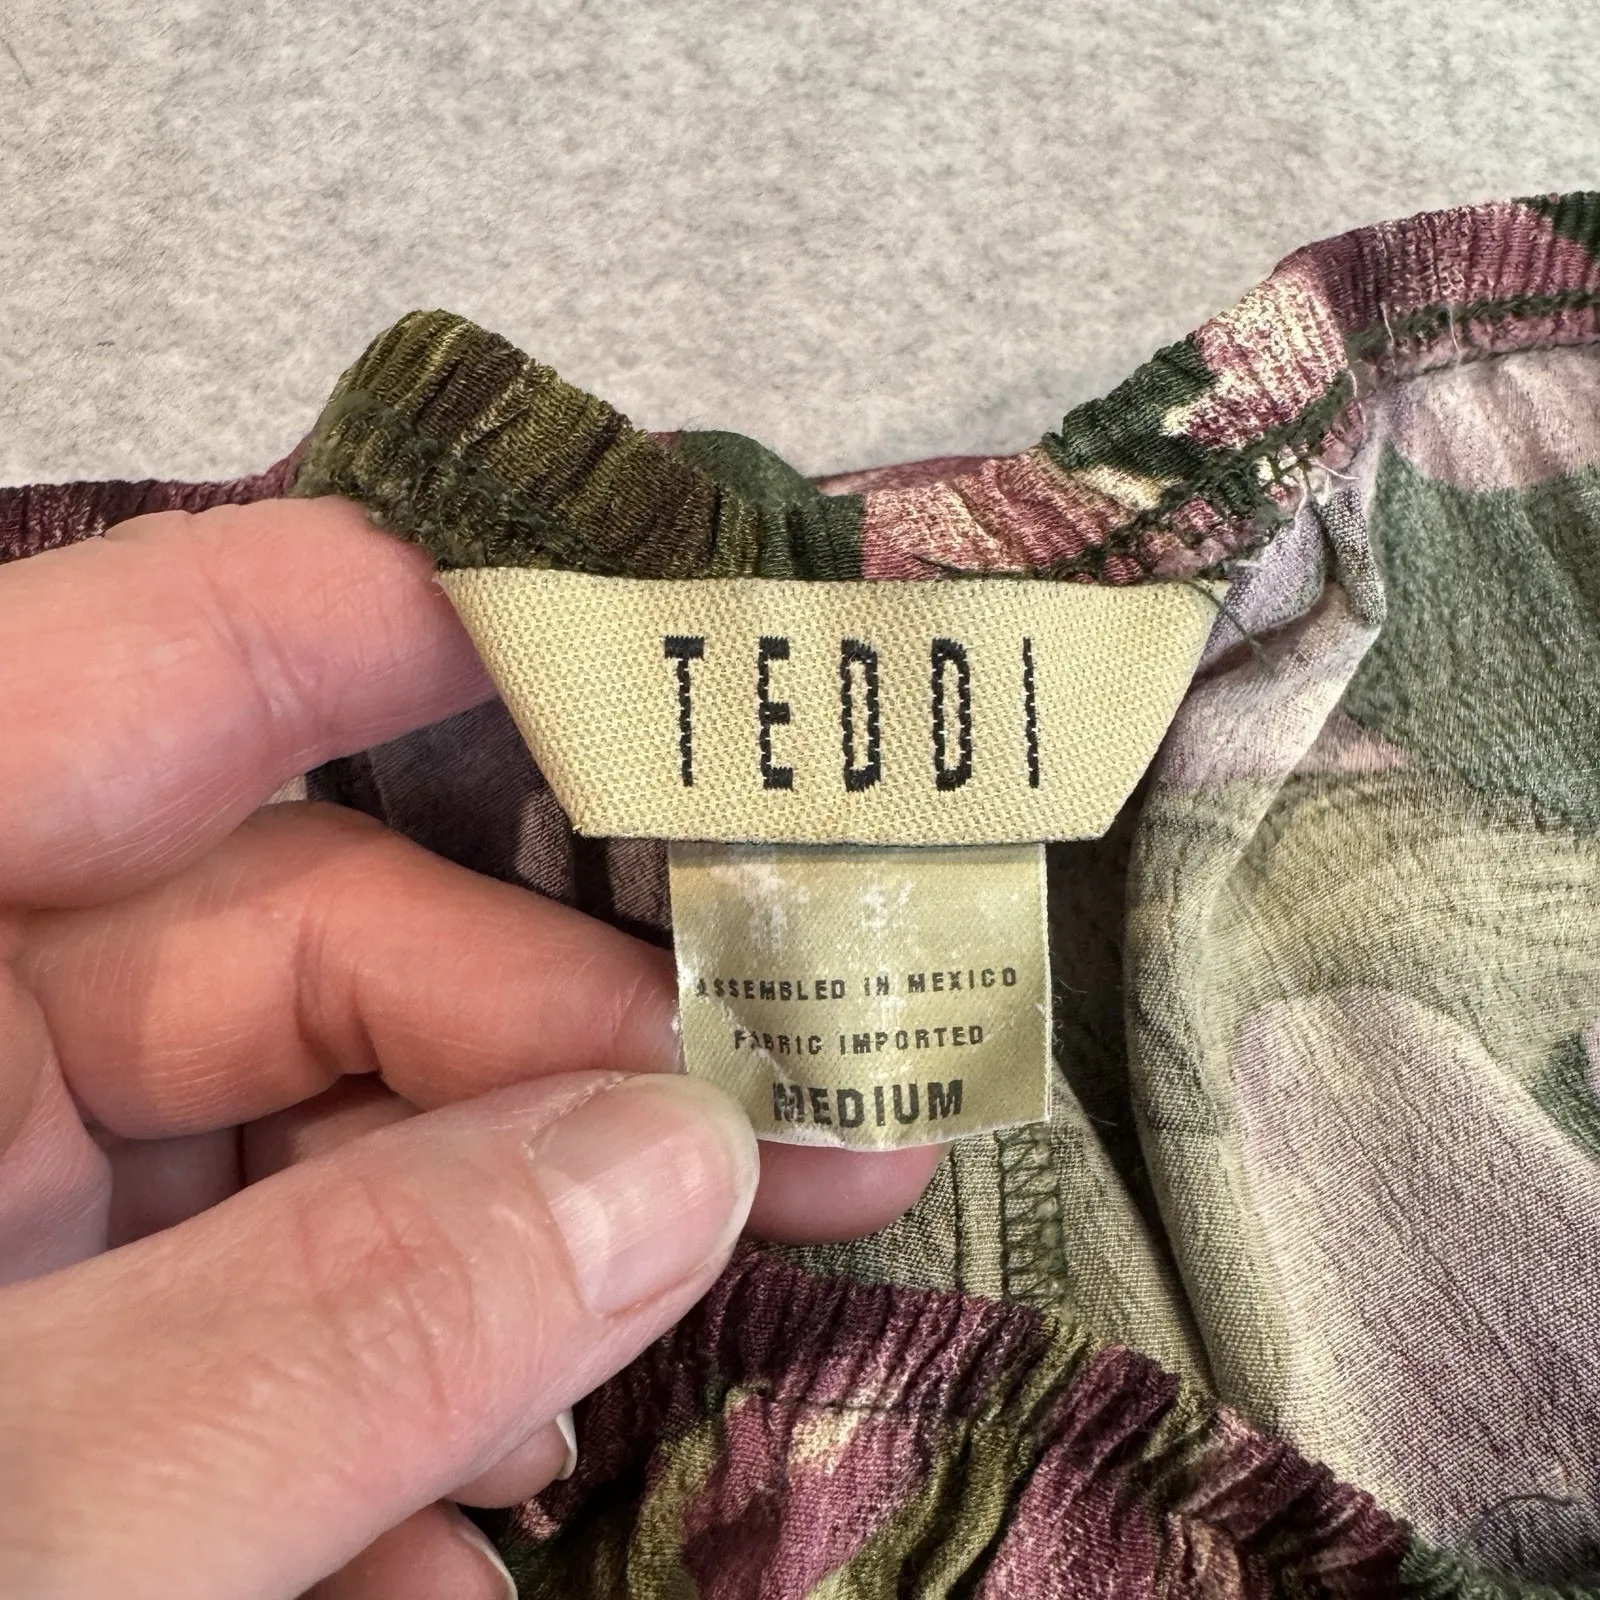 TEDDI
ASSEMBLED IN MEXICO
FABRIC IMPORTED
MEDIUM